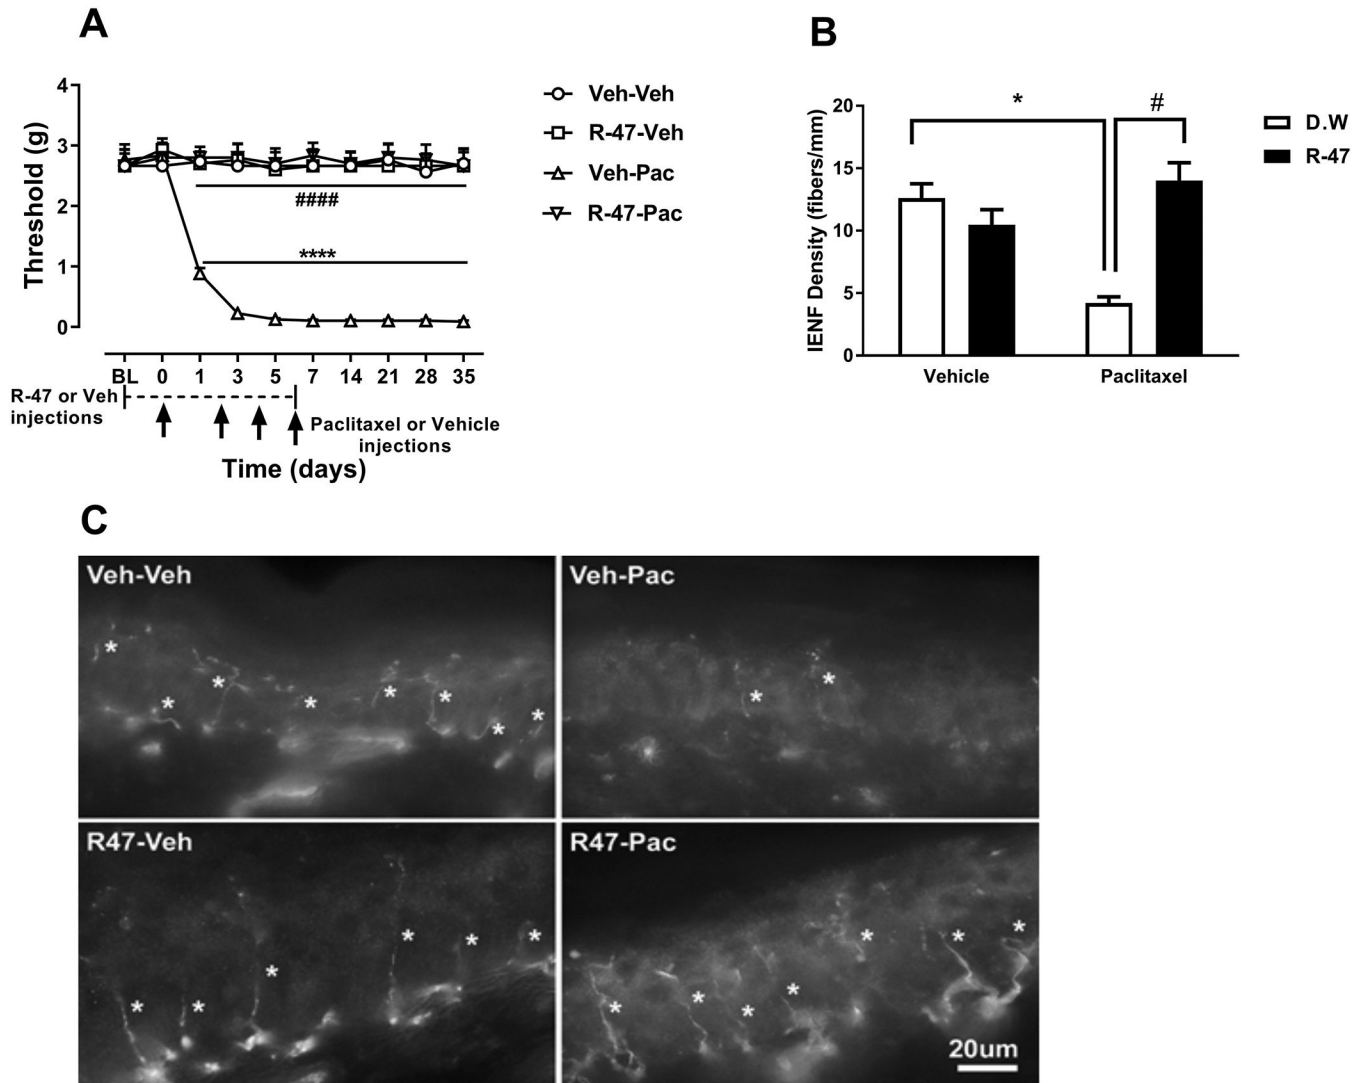 A
Threshold (g)
4
3
2
1
0
####
****
BL 0 1 3 5 7 14 21 28 35
R-47 or Veh
injections
Paclitaxel or Vehicle
injections
Time (days)
Veh-Veh
R-47-Veh
Veh-Pac
R-47-Pac
B
IENF Density (fibers/mm)
20
15
10
5
0
*
#
Vehicle Paclitaxel
D.W
R-47
C
Veh-Veh
* * * * * * * *
Veh-Pac
* *
R47-Veh
* * * * * *
R47-Pac
* * * * * * *
20um